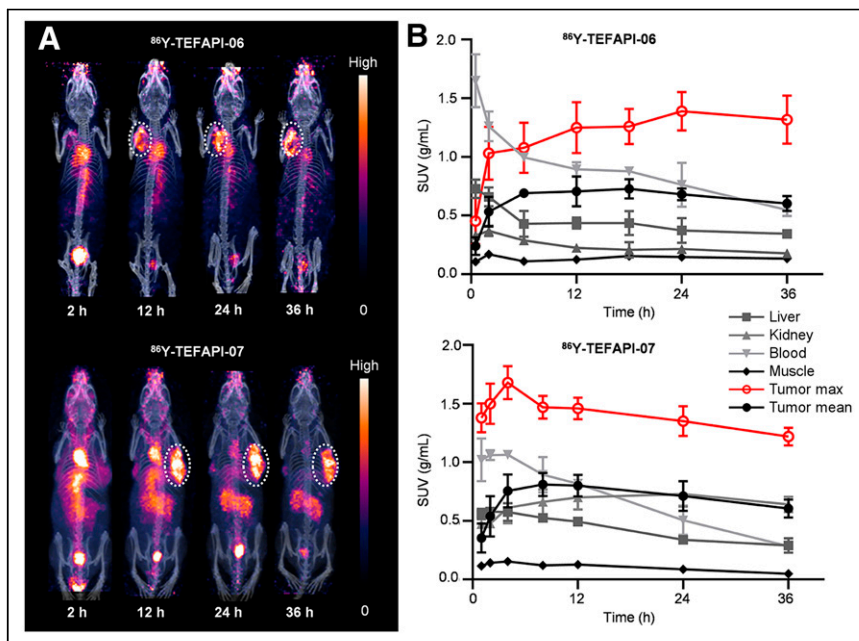 A
⁸⁶Y-TEFAPI-06
High
0
2 h 12 h 24 h 36 h
⁸⁶Y-TEFAPI-07
High
0
2 h 12 h 24 h 36 h
B
⁸⁶Y-TEFAPI-06
SUV (g/mL)
2.0
1.5
1.0
0.5
0.0
0 12 24 36
Time (h)
Liver
Kidney
Blood
Muscle
Tumor max
Tumor mean
⁸⁶Y-TEFAPI-07
SUV (g/mL)
2.0
1.5
1.0
0.5
0.0
0 12 24 36
Time (h)